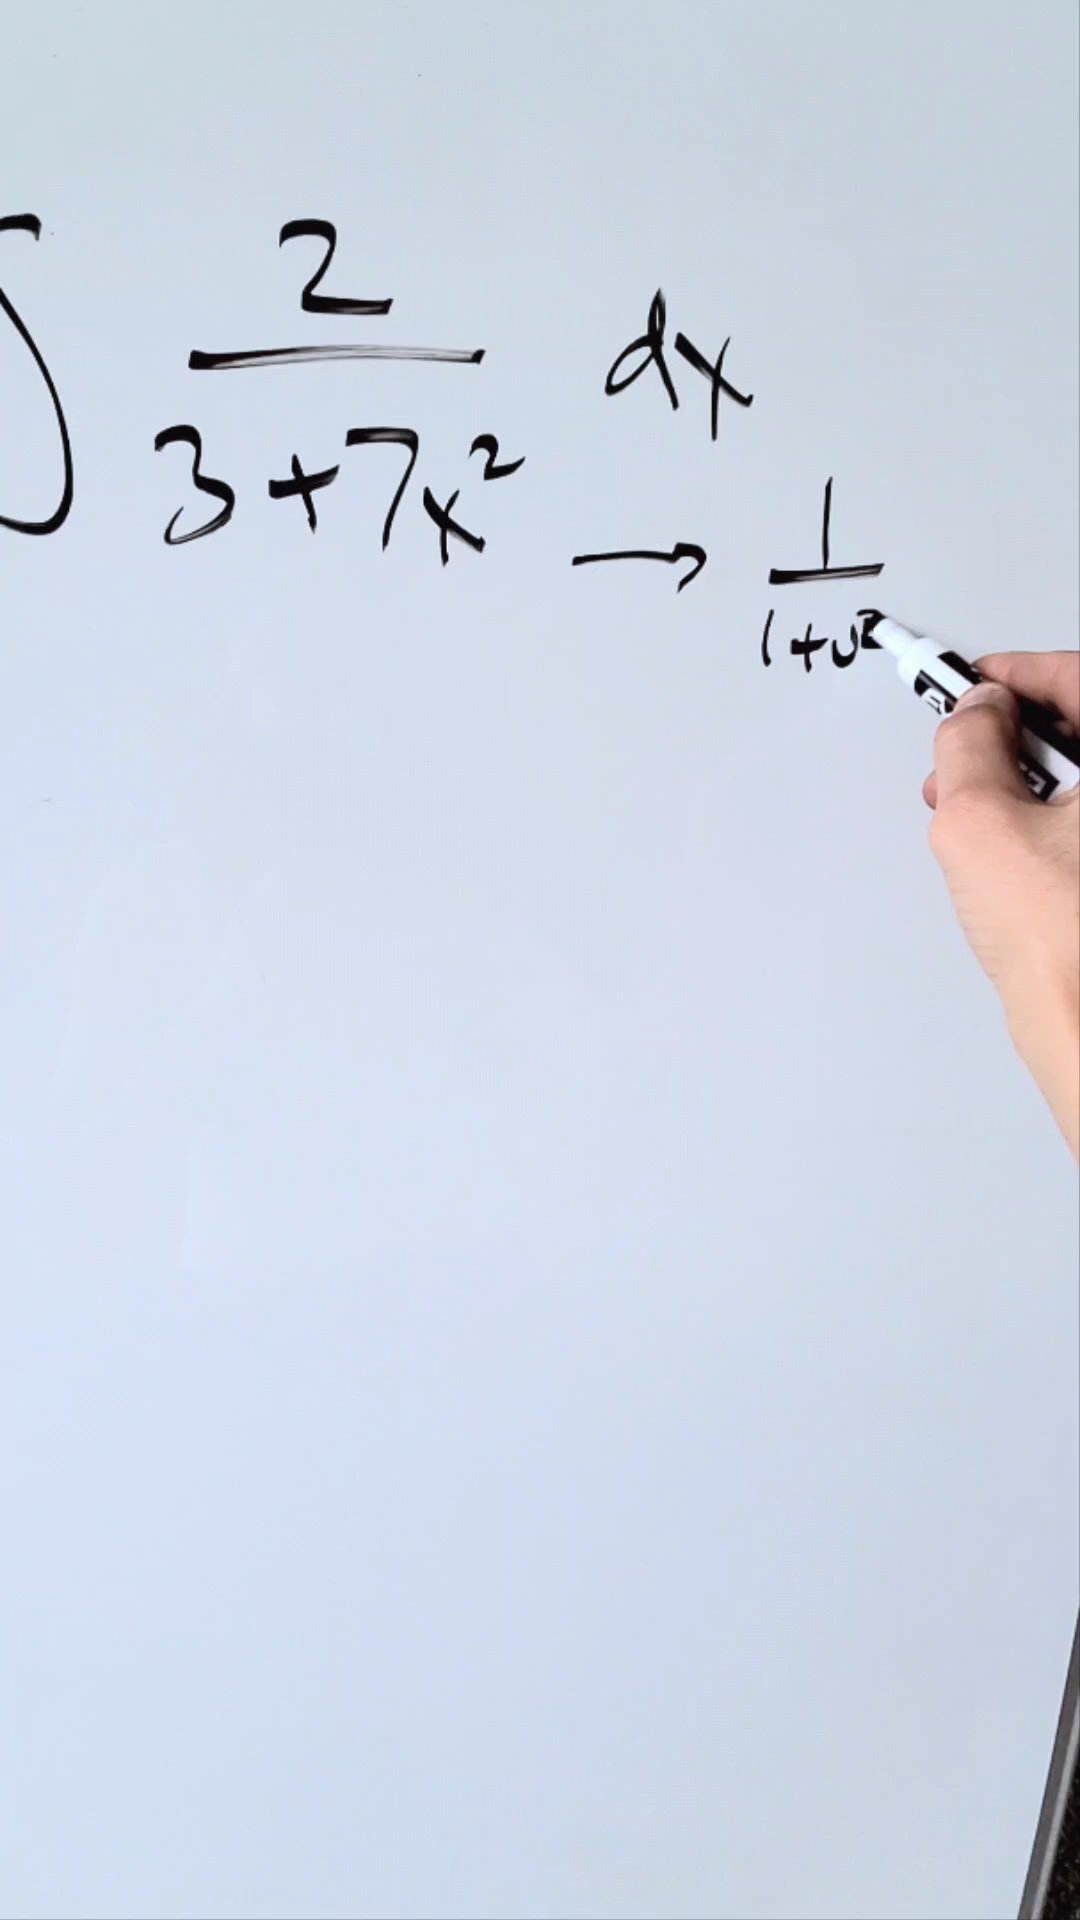 ∫ 2/(3+7x²) dx
→ 1/(1+u²)